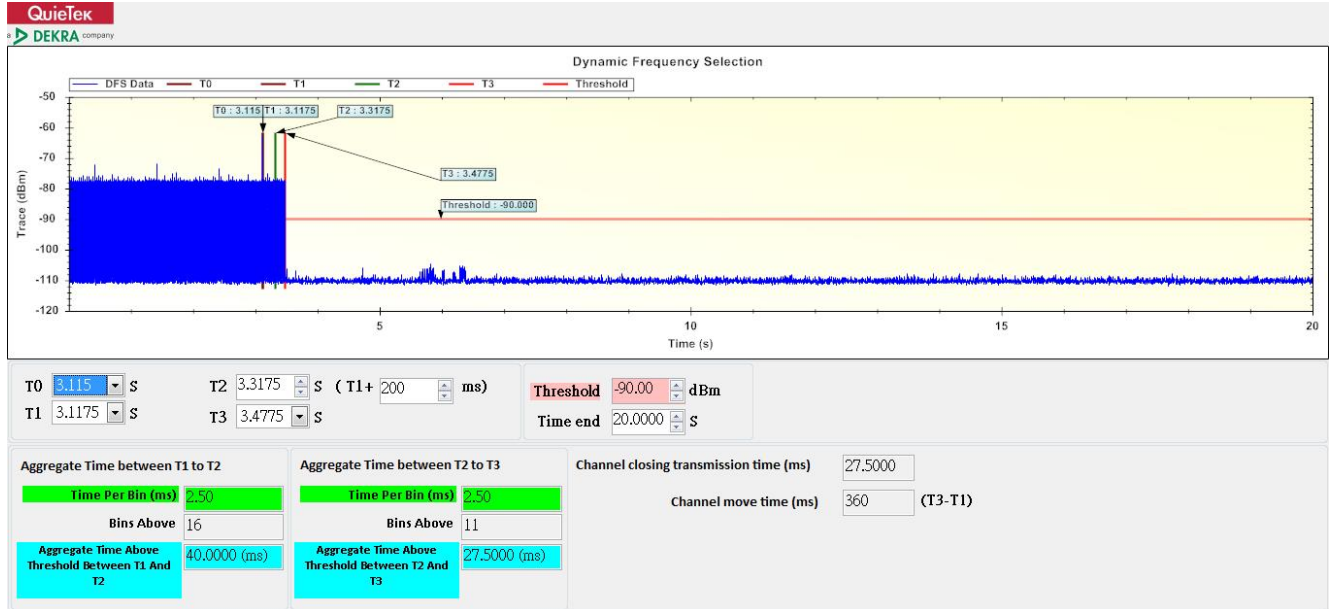 QuieTek
a DEKRA company
Dynamic Frequency Selection
DFS Data T0 T1 T2 T3 Threshold
-50
T0 : 3.115 T1 : 3.1175 T2 : 3.3175
-60
-70
T3 : 3.4775
-80
Threshold : -90.000
-90
-100
-110
-120
Trace (dBm)
5 10 15 20
Time (s)
T0 3.115 S T2 3.3175 S ( T1+ 200 ms) Threshold -90.00 dBm
T1 3.1175 S T3 3.4775 S Time end 20.0000 S
Aggregate Time between T1 to T2
Time Per Bin (ms) 2.50
Bins Above 16
Aggregate Time Above
Threshold Between T1 And
T2
40.0000 (ms)
Aggregate Time between T2 to T3
Time Per Bin (ms) 2.50
Bins Above 11
Aggregate Time Above
Threshold Between T2 And
T3
27.5000 (ms)
Channel closing transmission time (ms) 27.5000
Channel move time (ms) 360 (T3-T1)